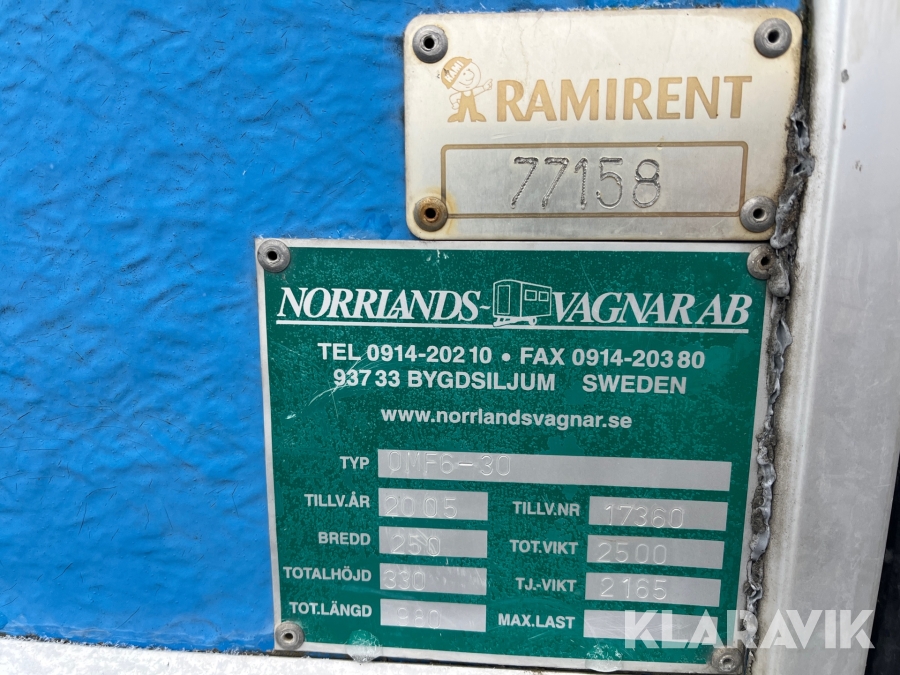 RAMI
RAMIRENT
77158
NORRLANDS- VAGNAR AB
TEL 0914-202 10 • FAX 0914-203 80
937 33 BYGDSILJUM SWEDEN
www.norrlandsvagnar.se
TYP OMF6-30
TILLV.ÅR 2005 TILLV.NR 17360
BREDD 250 TOT.VIKT 2500
TOTALHÖJD 330 TJ.-VIKT 2165
TOT.LÄNGD 980 MAX.LAST
KLARAVIK